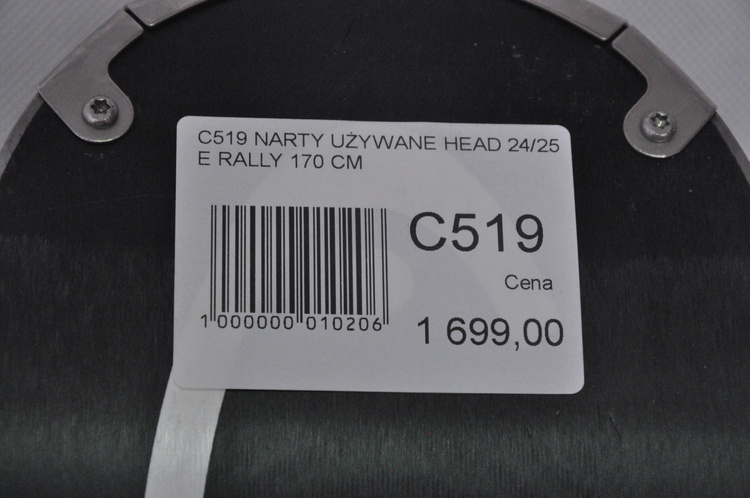 C519 NARTY UŻYWANE HEAD 24/25
E RALLY 170 CM
C519
Cena
1 699,00
1 000000 010206